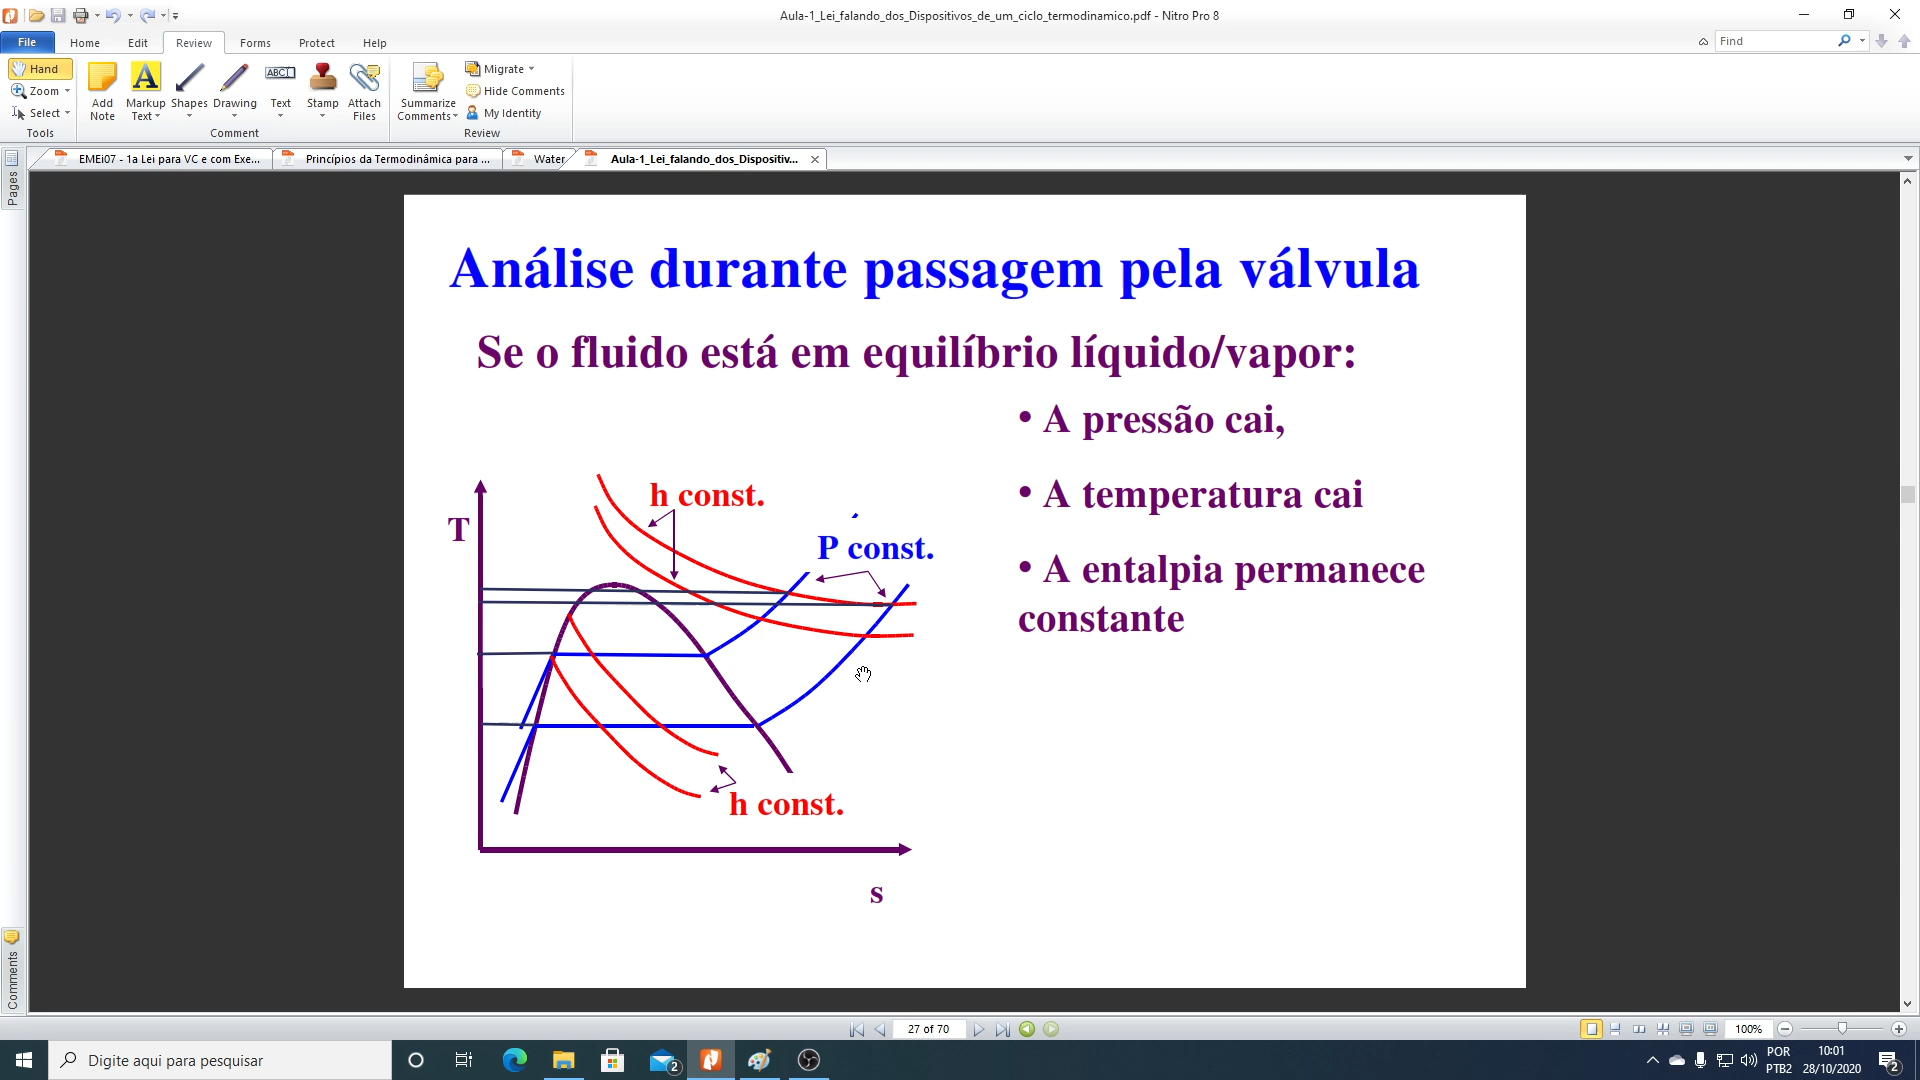 Aula-1_Lei_falando_dos_Dispositivos_de_um_ciclo_termodinamico.pdf - Nitro Pro 8
File Home Edit Review Forms Protect Help
Find
Hand
Zoom
Select
Tools
Add Note
Markup Text
Shapes
Drawing
ABC
Text
Stamp
Attach Files
Comment
Summarize Comments
Migrate
Hide Comments
My Identity
Review
EMEi07 - 1a Lei para VC e com Exe...
Princípios da Termodinâmica para ...
Water
Aula-1_Lei_falando_dos_Dispositiv...
Pages
Análise durante passagem pela válvula
Se o fluido está em equilíbrio líquido/vapor:
• A pressão cai,
• A temperatura cai
• A entalpia permanece
constante
h const.
T
P const.
h const.
s
Comments
27 of 70
100%
Digite aqui para pesquisar
2
POR
PTB2
10:01
28/10/2020
2